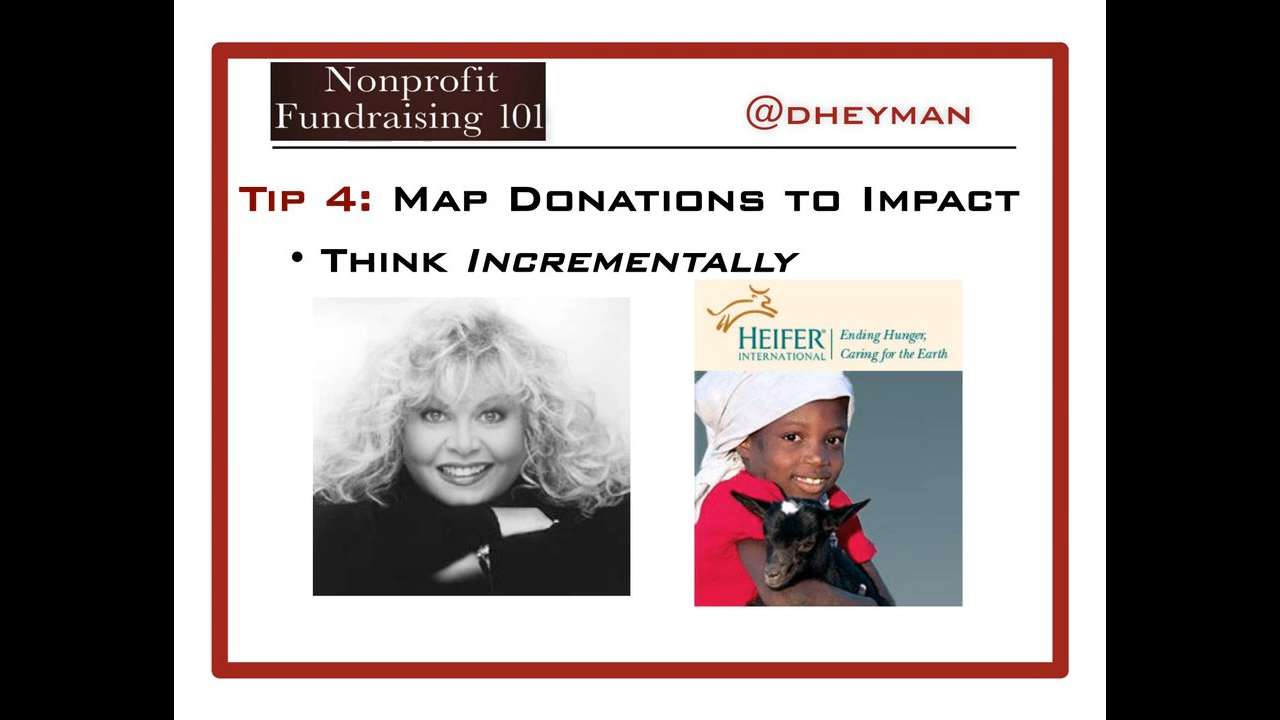 Nonprofit
Fundraising 101
@DHEYMAN
TIP 4: MAP DONATIONS TO IMPACT
• THINK INCREMENTALLY
HEIFER®
INTERNATIONAL
Ending Hunger,
Caring for the Earth